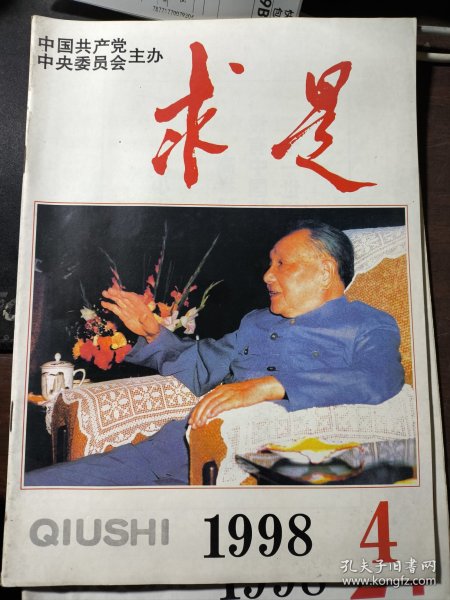 中国共产党
中央委员会 主办
求是
QIUSHI 1998 4
1998
孔夫子旧书网
www.kongfz.com